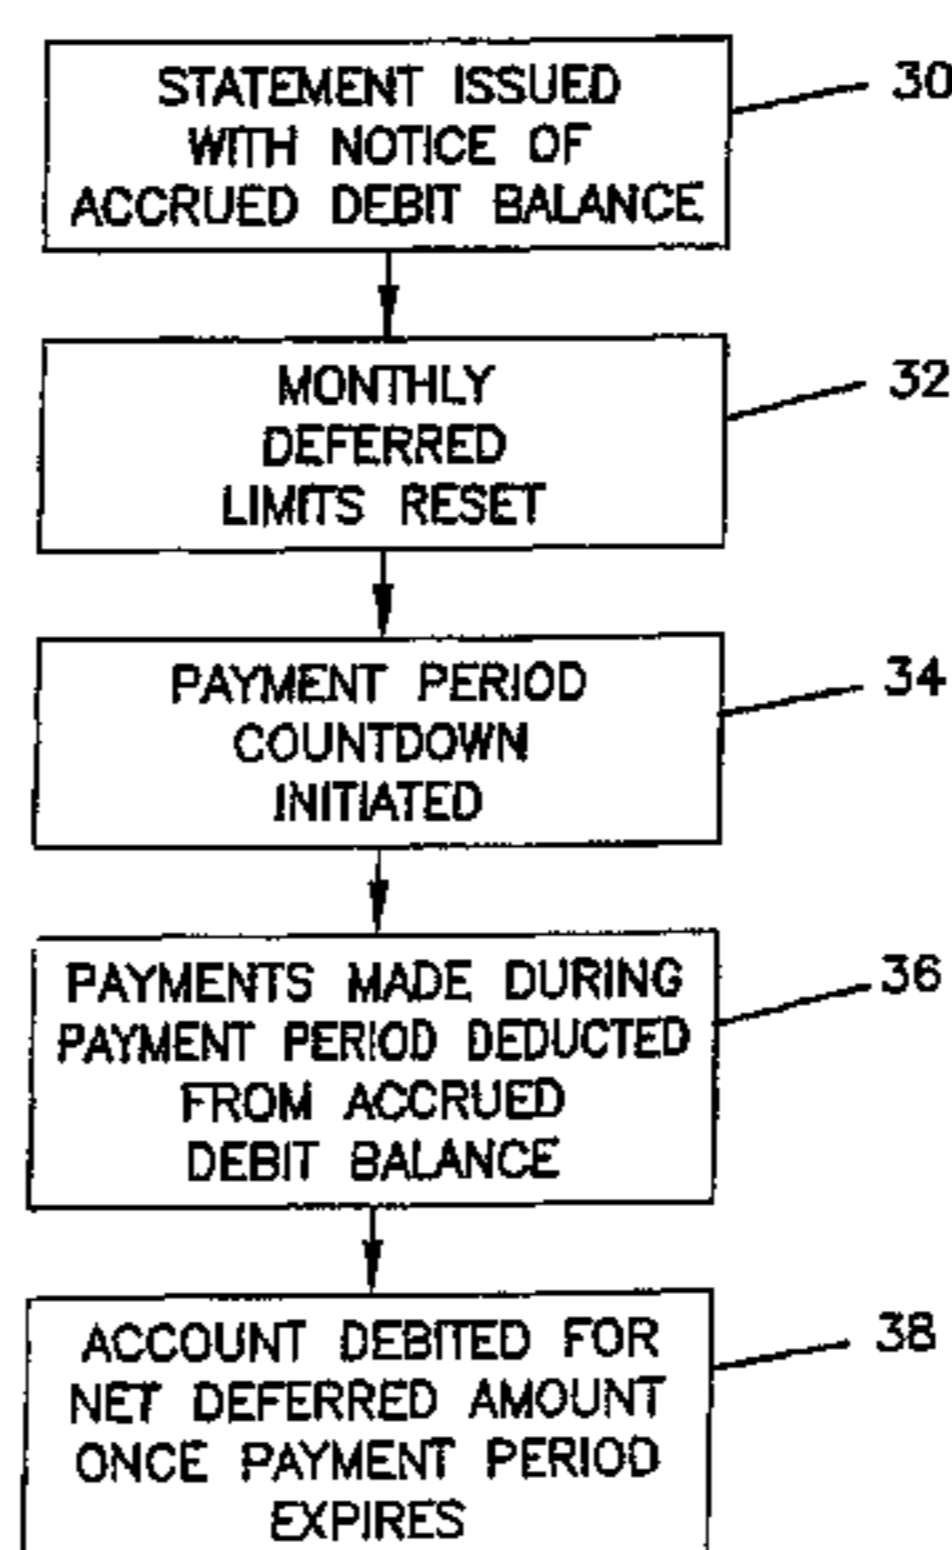 STATEMENT ISSUED
WITH NOTICE OF
ACCRUED DEBIT BALANCE
30
MONTHLY
DEFERRED
LIMITS RESET
32
PAYMENT PERIOD
COUNTDOWN
INITIATED
34
PAYMENTS MADE DURING
PAYMENT PERIOD DEDUCTED
FROM ACCRUED
DEBIT BALANCE
36
ACCOUNT DEBITED FOR
NET DEFERRED AMOUNT
ONCE PAYMENT PERIOD
EXPIRES
38